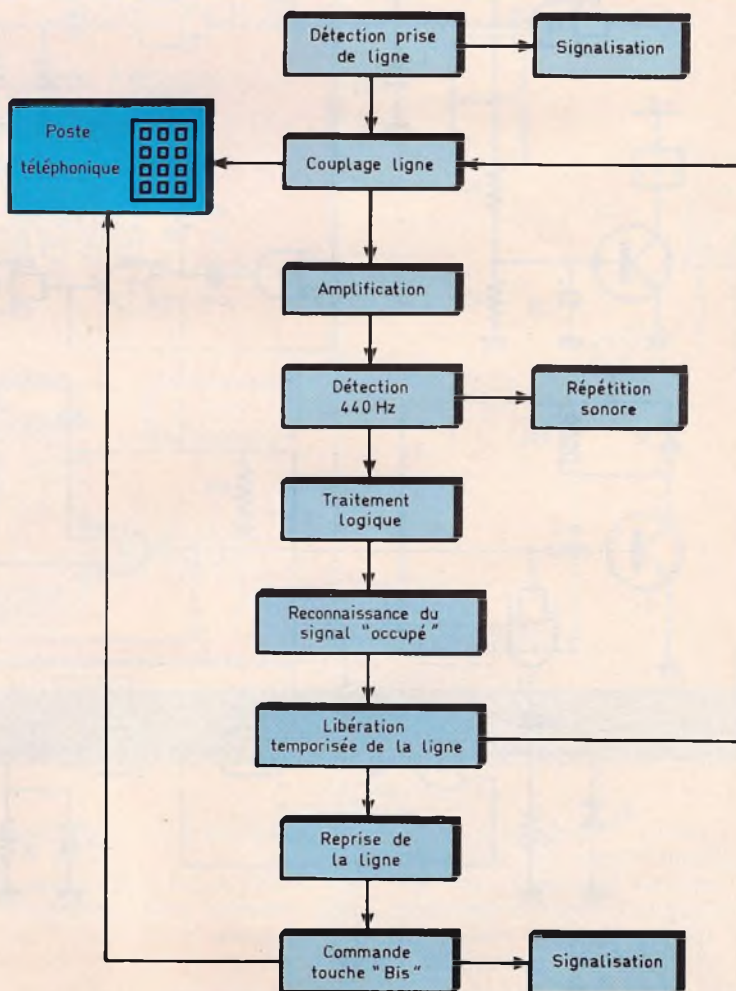 Détection prise
de ligne
Signalisation
Poste
téléphonique
Couplage ligne
Amplification
Détection
440 Hz
Répétition
sonore
Traitement
logique
Reconnaissance du
signal "occupé"
Libération
temporisée de la ligne
Reprise de
la ligne
Commande
touche "Bis"
Signalisation